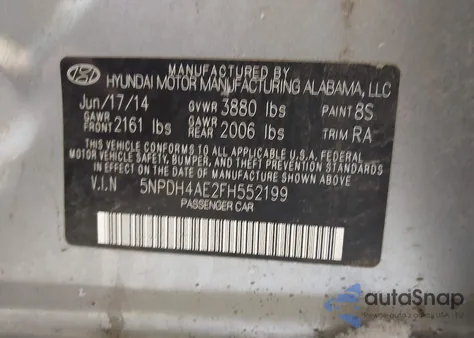 MANUFACTURED BY
HYUNDAI MOTOR MANUFACTURING ALABAMA, LLC
Jun/17/14 GVWR 3880 lbs PAINT 8S
GAWR FRONT 2161 lbs GAWR REAR 2006 lbs TRIM RA
THIS VEHICLE CONFORMS TO ALL APPLICABLE U.S. FEDERAL
MOTOR VEHICLE SAFETY, BUMPER, AND THEFT PREVENTION STANDARDS
IN EFFECT ON THE DATE OF MANUFACTURE SHOWN ABOVE.
V.I.N 5NPDH4AE2FH552199
PASSENGER CAR
autoSnap